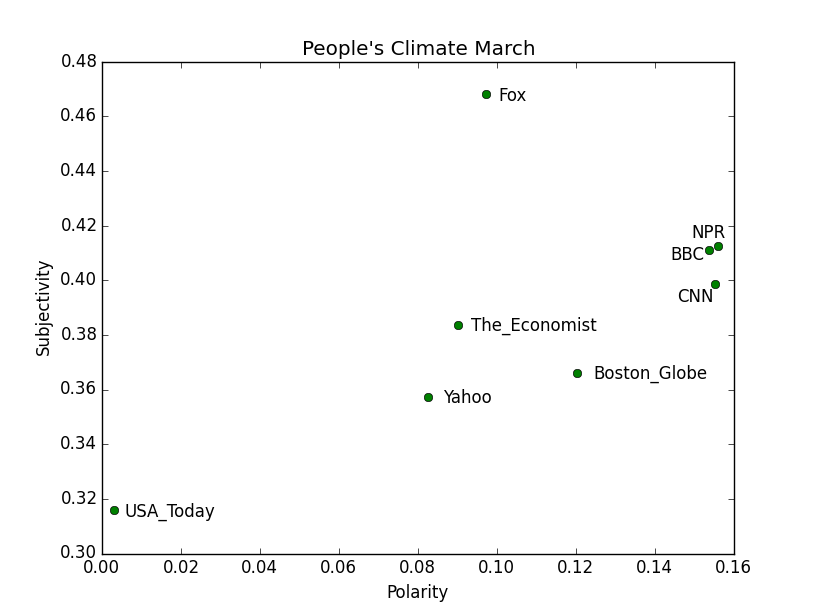 People's Climate March
0.48
0.46
0.44
0.42
0.40
0.38
0.36
0.34
0.32
0.30
Subjectivity
Fox
NPR
BBC
CNN
The_Economist
Boston_Globe
Yahoo
USA_Today
0.00 0.02 0.04 0.06 0.08 0.10 0.12 0.14 0.16
Polarity